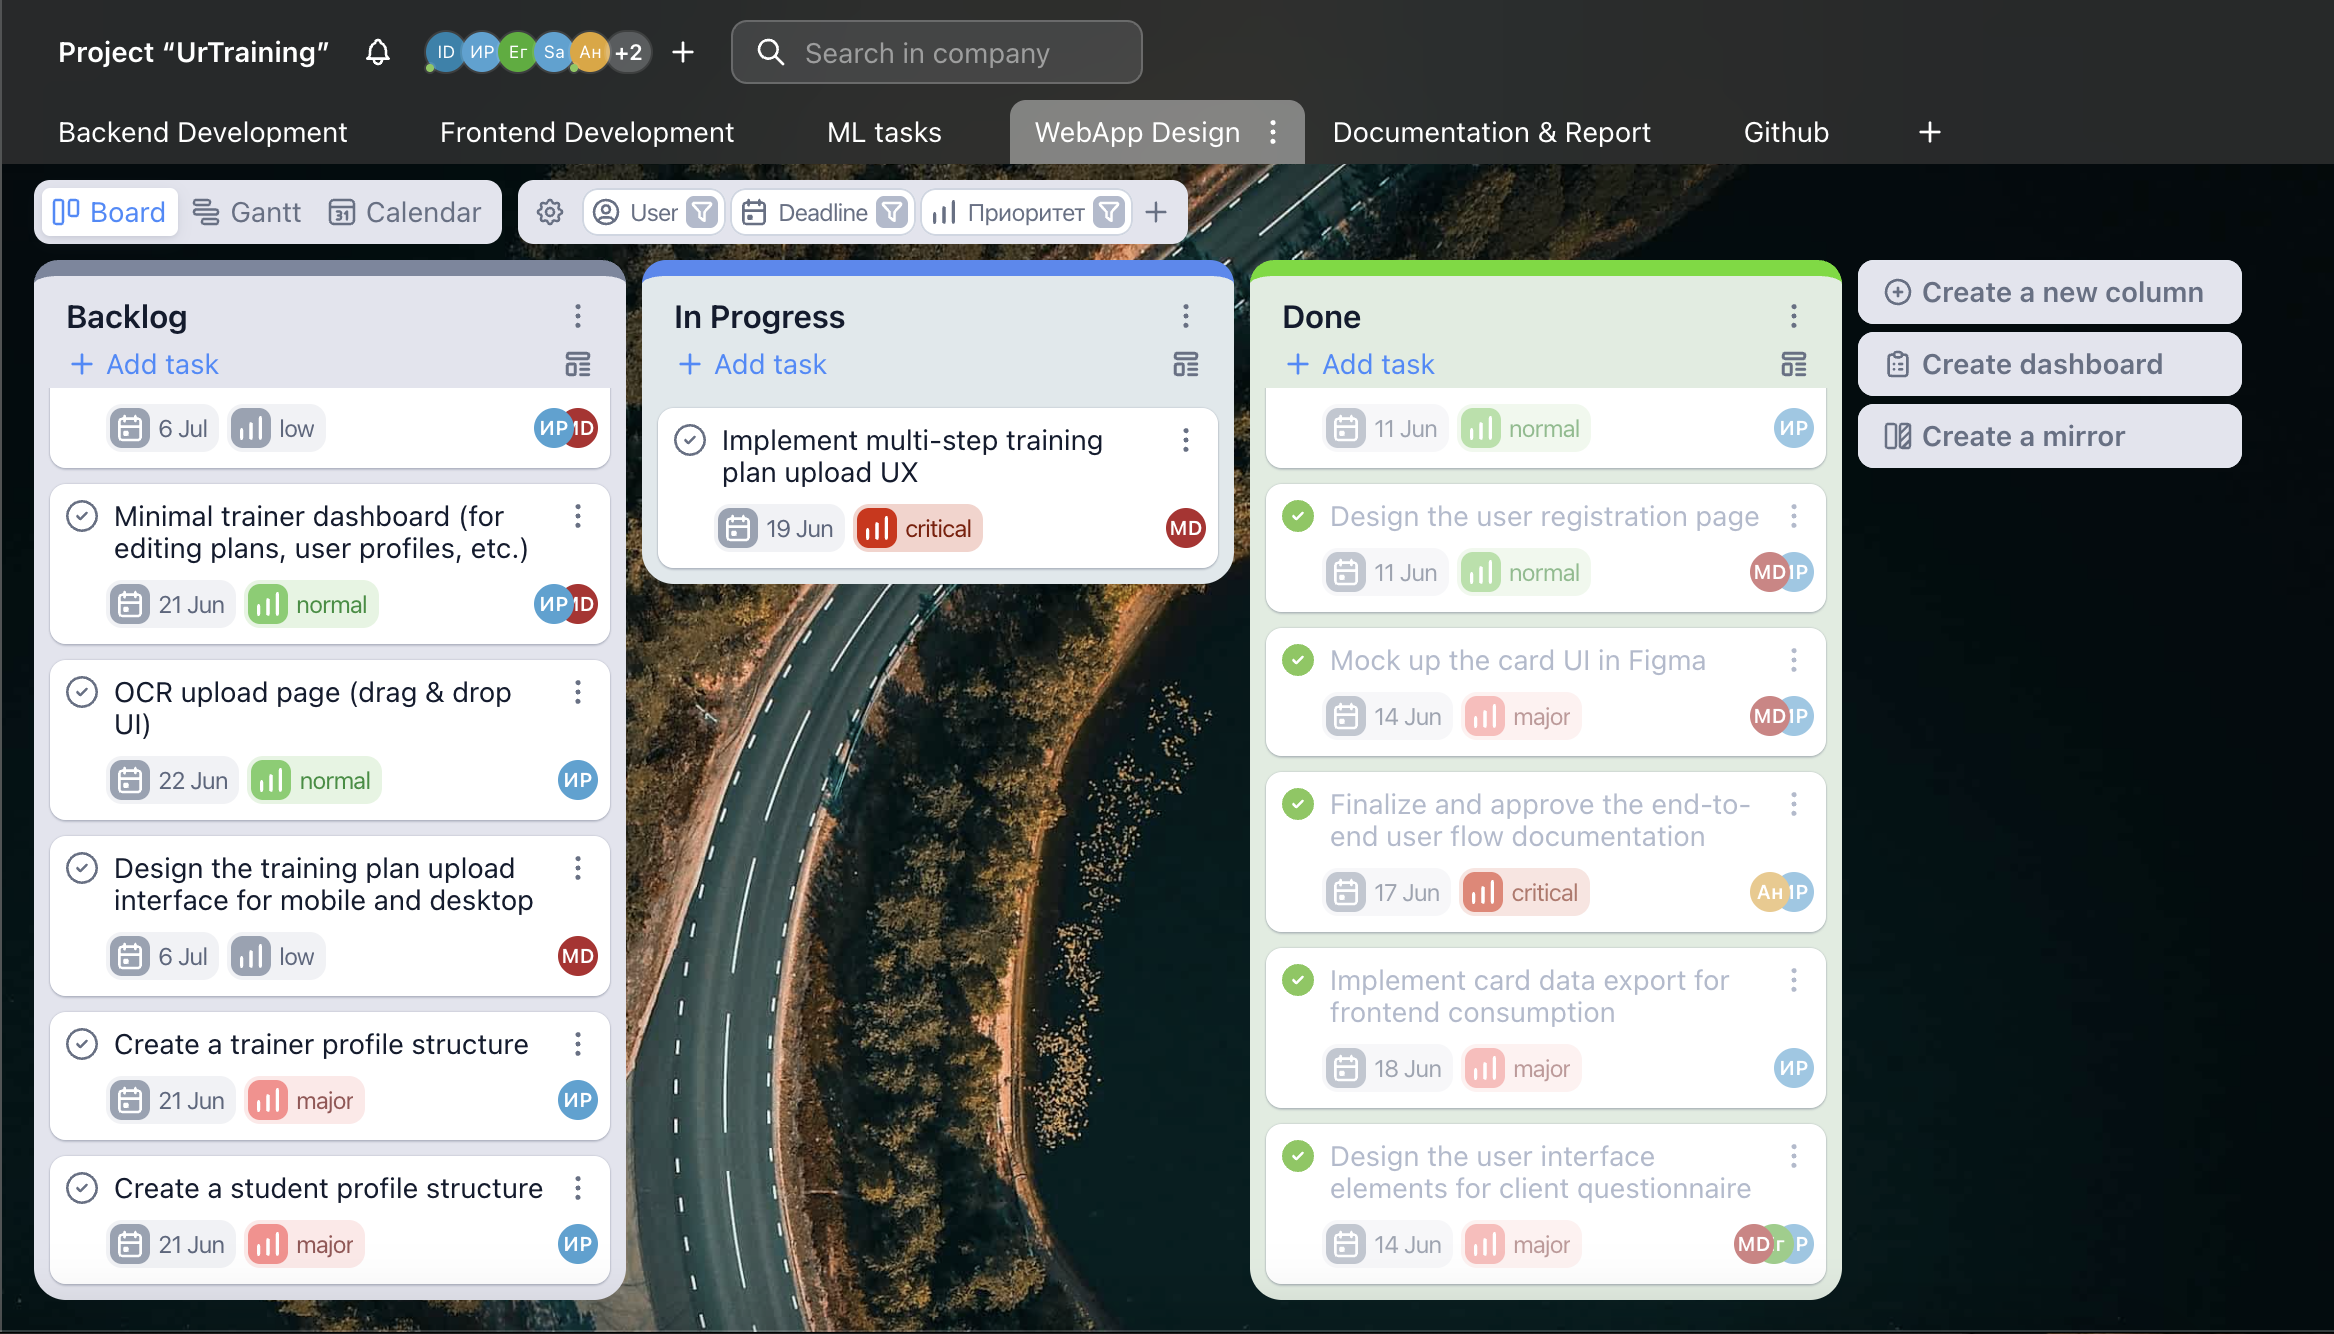 Project “UrTraining”
ID ИР Ег Sa Ан +2
Search in company
Backend Development
Frontend Development
ML tasks
WebApp Design
Documentation & Report
Github
Board
Gantt
31 Calendar
User
Deadline
Приоритет
Backlog
Add task
6 Jul low ИР MD
Minimal trainer dashboard (for
editing plans, user profiles, etc.)
21 Jun normal ИР MD
OCR upload page (drag & drop
UI)
22 Jun normal ИР
Design the training plan upload
interface for mobile and desktop
6 Jul low MD
Create a trainer profile structure
21 Jun major ИР
Create a student profile structure
21 Jun major ИР
In Progress
Add task
Implement multi-step training
plan upload UX
19 Jun critical MD
Done
Add task
11 Jun normal ИР
Design the user registration page
11 Jun normal MD ИР
Mock up the card UI in Figma
14 Jun major MD ИР
Finalize and approve the end-to-
end user flow documentation
17 Jun critical Ан ИР
Implement card data export for
frontend consumption
18 Jun major ИР
Design the user interface
elements for client questionnaire
14 Jun major MD Ег ИР
Create a new column
Create dashboard
Create a mirror